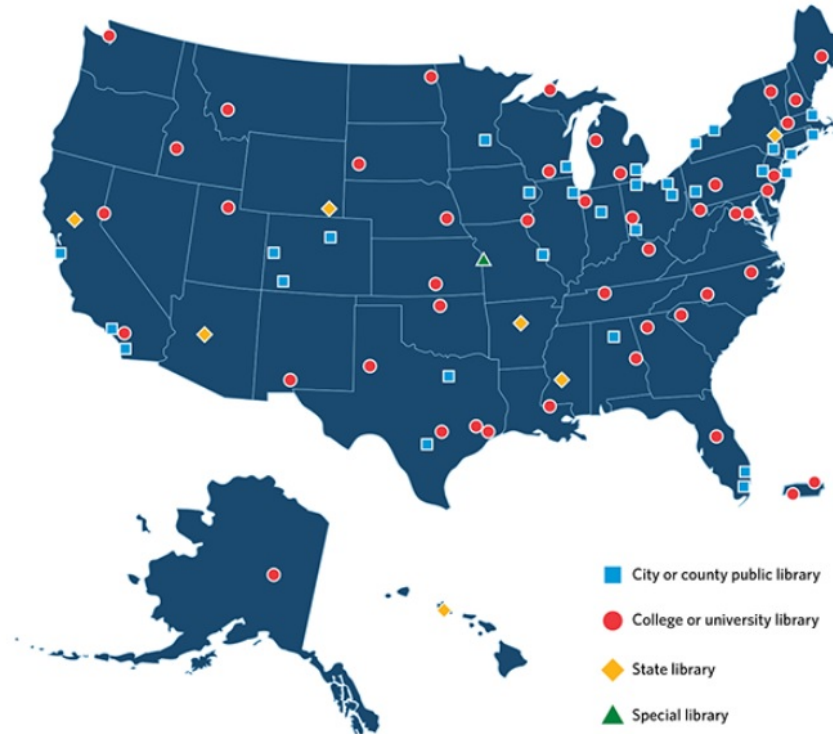 City or county public library
College or university library
State library
Special library